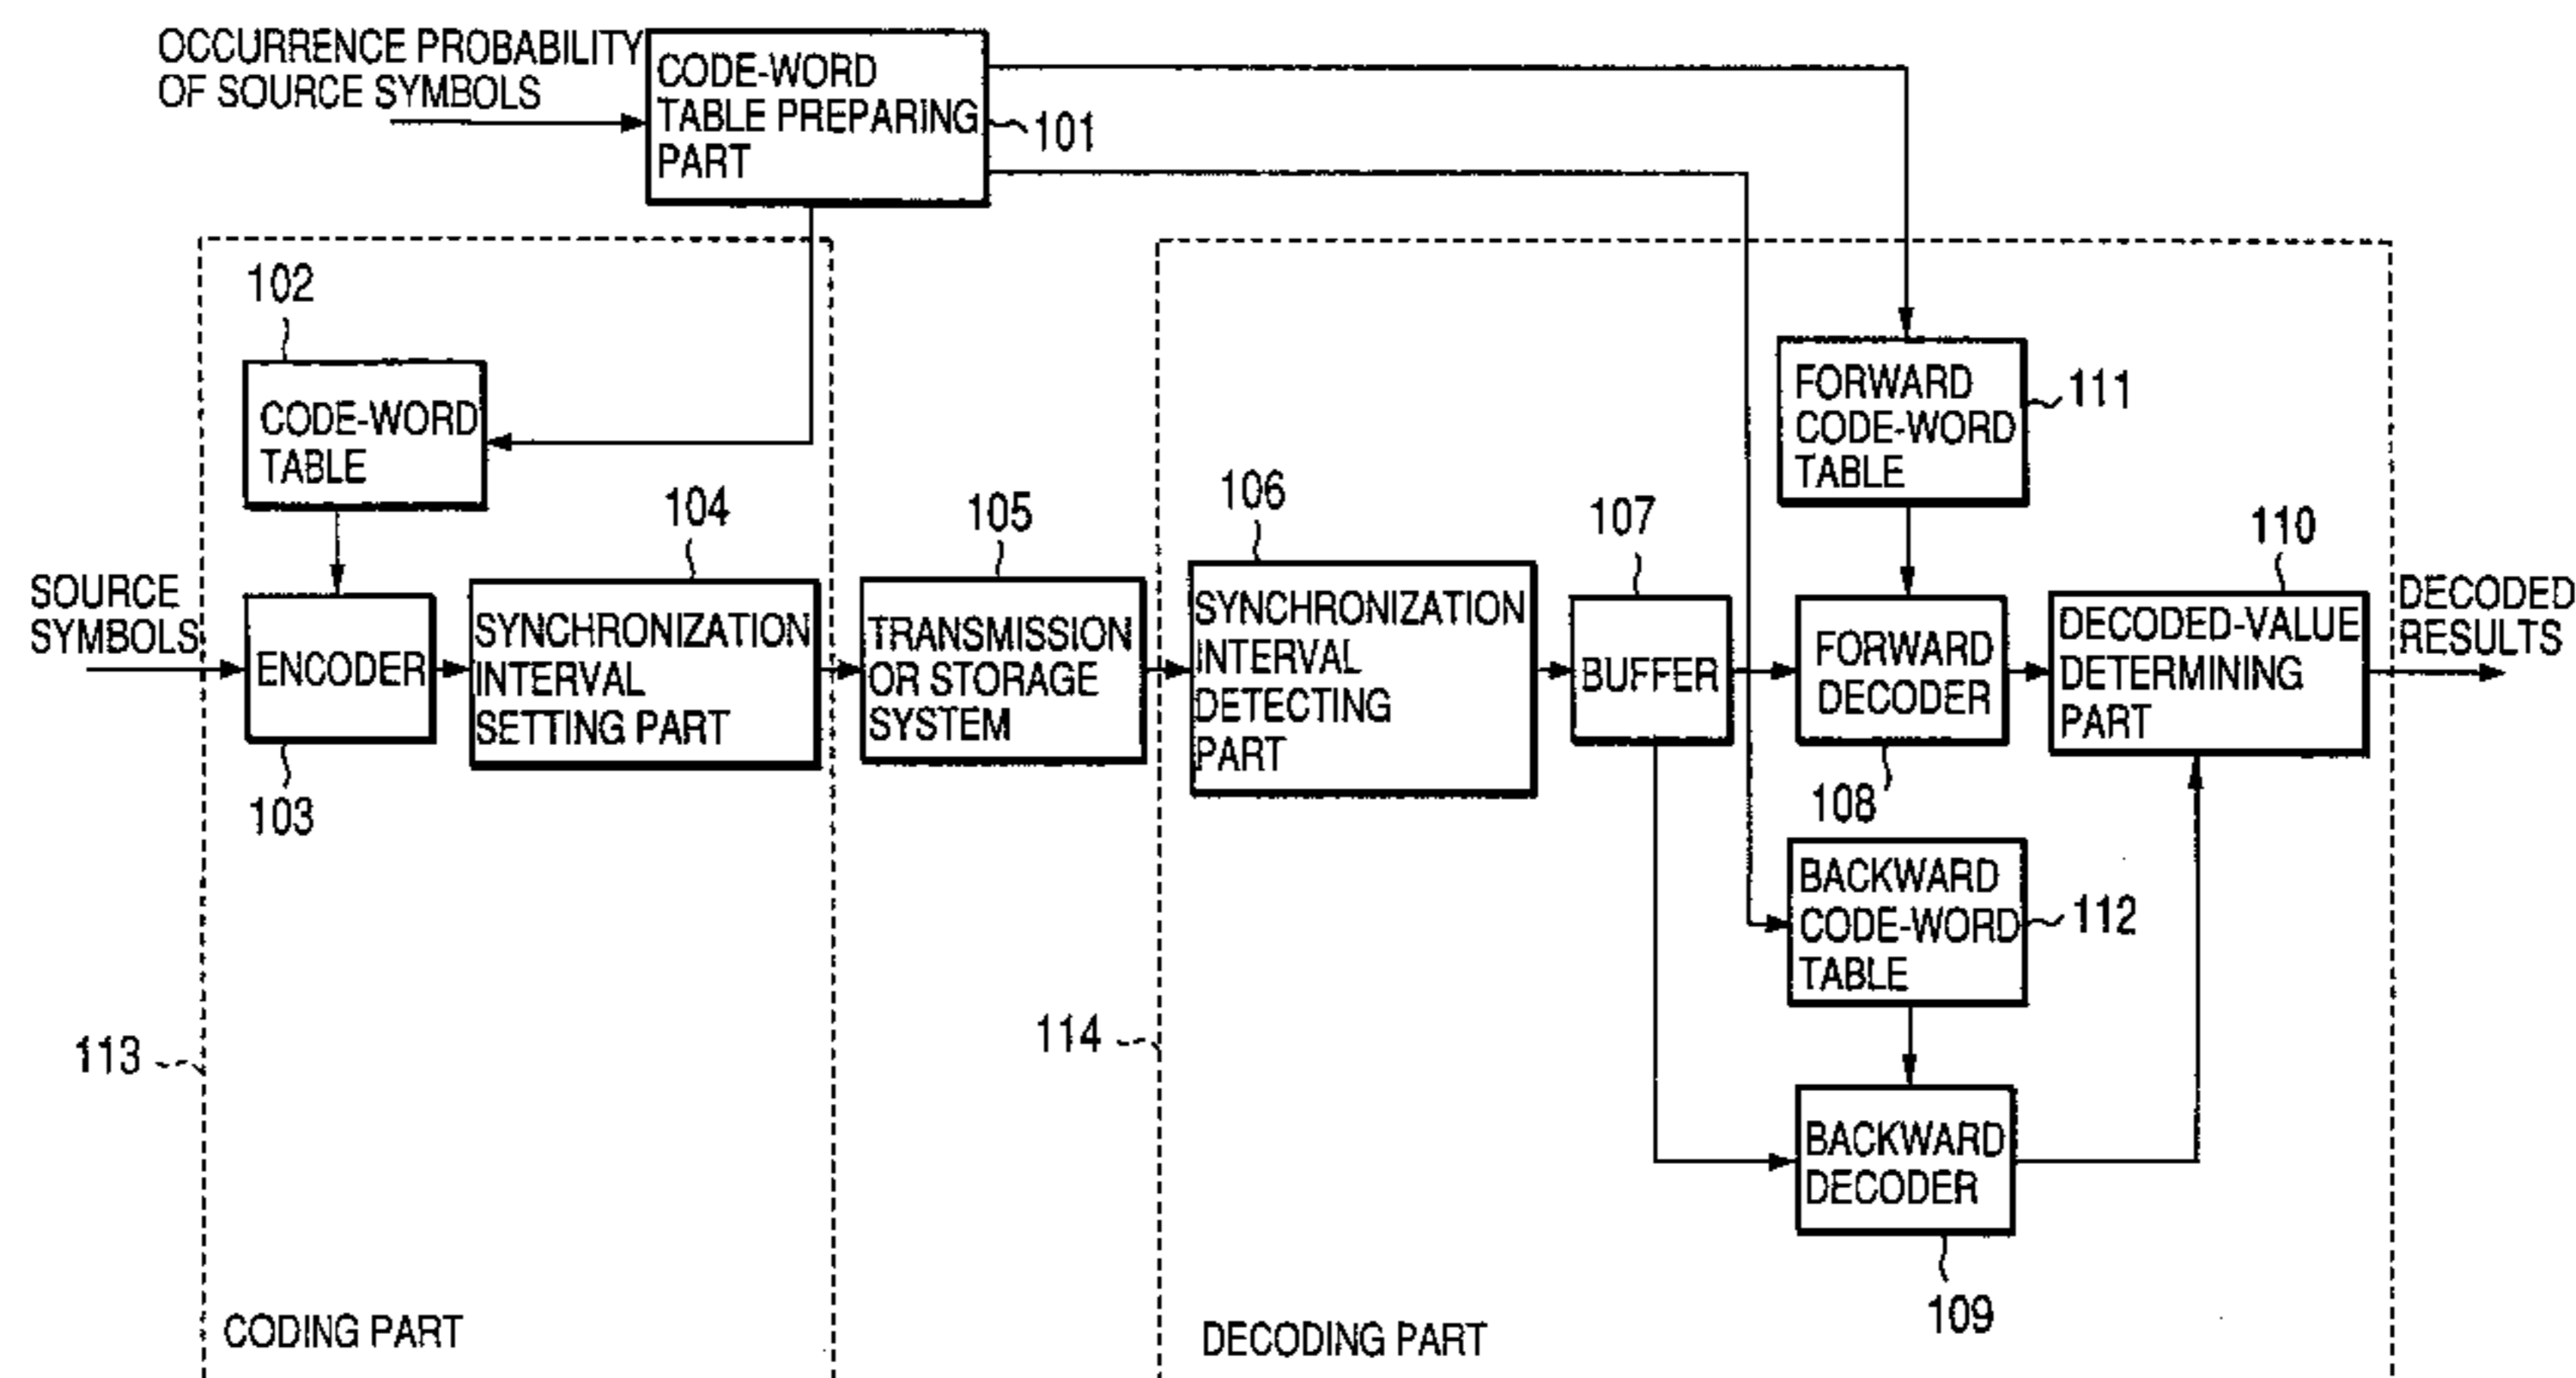 OCCURRENCE PROBABILITY
OF SOURCE SYMBOLS
CODE-WORD
TABLE PREPARING
PART
101
102
CODE-WORD
TABLE
FORWARD
CODE-WORD
TABLE
111
SOURCE
SYMBOLS
ENCODER
103
104
SYNCHRONIZATION
INTERVAL
SETTING PART
105
TRANSMISSION
OR STORAGE
SYSTEM
106
SYNCHRONIZATION
INTERVAL
DETECTING
PART
107
BUFFER
FORWARD
DECODER
108
110
DECODED-VALUE
DETERMINING
PART
DECODED
RESULTS
BACKWARD
CODE-WORD
TABLE
112
BACKWARD
DECODER
109
113
114
CODING PART
DECODING PART